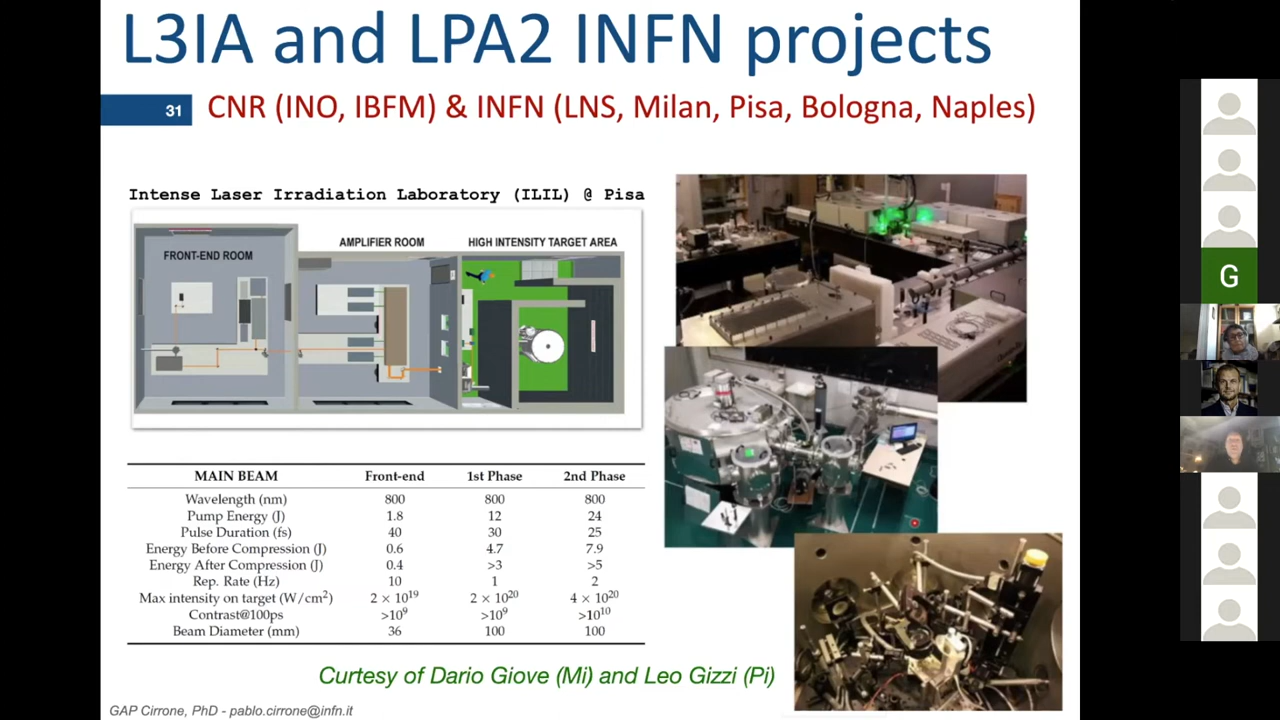 L3IA and LPA2 INFN projects
31
CNR (INO, IBFM) & INFN (LNS, Milan, Pisa, Bologna, Naples)
Intense Laser Irradiation Laboratory (ILIL) @ Pisa
FRONT-END ROOM
AMPLIFIER ROOM
HIGH INTENSITY TARGET AREA
MAIN BEAM Front-end 1st Phase 2nd Phase
Wavelength (nm) 800 800 800
Pump Energy (J) 1.8 12 24
Pulse Duration (fs) 40 30 25
Energy Before Compression (J) 0.6 4.7 7.9
Energy After Compression (J) 0.4 >3 >5
Rep. Rate (Hz) 10 1 2
Max intensity on target (W/cm²) 2 × 10¹⁹ 2 × 10²⁰ 4 × 10²⁰
Contrast@100ps >10⁹ >10⁹ >10¹⁰
Beam Diameter (mm) 36 100 100
Curtesy of Dario Giove (Mi) and Leo Gizzi (Pi)
GAP Cirrone, PhD - pablo.cirrone@infn.it
G